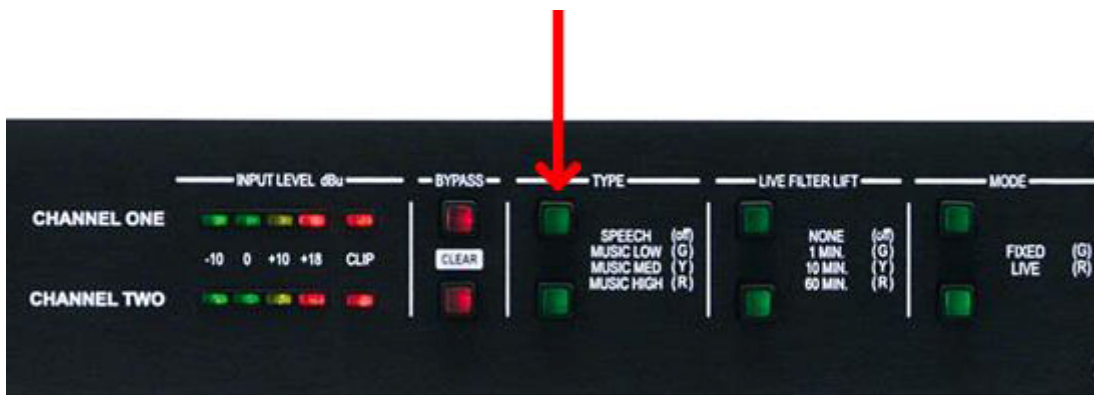 INPUT LEVEL dBu
BYPASS
TYPE
LIVE FILTER LIFT
MODE
CHANNEL ONE
-10 0 +10 +18 CLIP
CLEAR
CHANNEL TWO
SPEECH (off)
MUSIC LOW (G)
MUSIC MED (Y)
MUSIC HIGH (R)
NONE (off)
1 MIN. (G)
10 MIN. (Y)
60 MIN. (R)
FIXED (G)
LIVE (R)